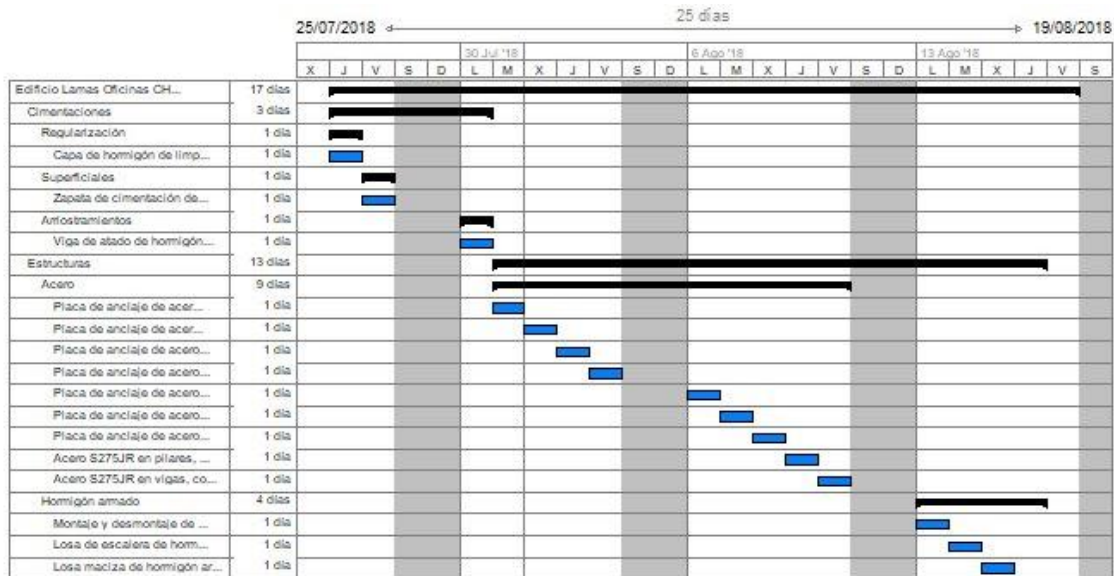 25 días
25/07/2018 19/08/2018
30 Jul '18 6 Ago '18 13 Ago '18
X J V S D L M X J V S D L M X J V S D L M X J V S
Edificio Lamas Oficinas CH... 17 días
Cimentaciones 3 días
Regularización 1 día
Capa de hormigón de limp... 1 día
Superficiales 1 día
Zapata de cimentación de... 1 día
Arriostramientos 1 día
Viga de atado de hormigón... 1 día
Estructuras 13 días
Acero 9 días
Placa de anclaje de acer... 1 día
Placa de anclaje de acer... 1 día
Placa de anclaje de acero... 1 día
Placa de anclaje de acero... 1 día
Placa de anclaje de acero... 1 día
Placa de anclaje de acero... 1 día
Placa de anclaje de acero... 1 día
Acero S275JR en pilares, ... 1 día
Acero S275JR en vigas, co... 1 día
Hormigón armado 4 días
Montaje y desmontaje de ... 1 día
Losa de escalera de horm... 1 día
Losa maciza de hormigón ar... 1 día